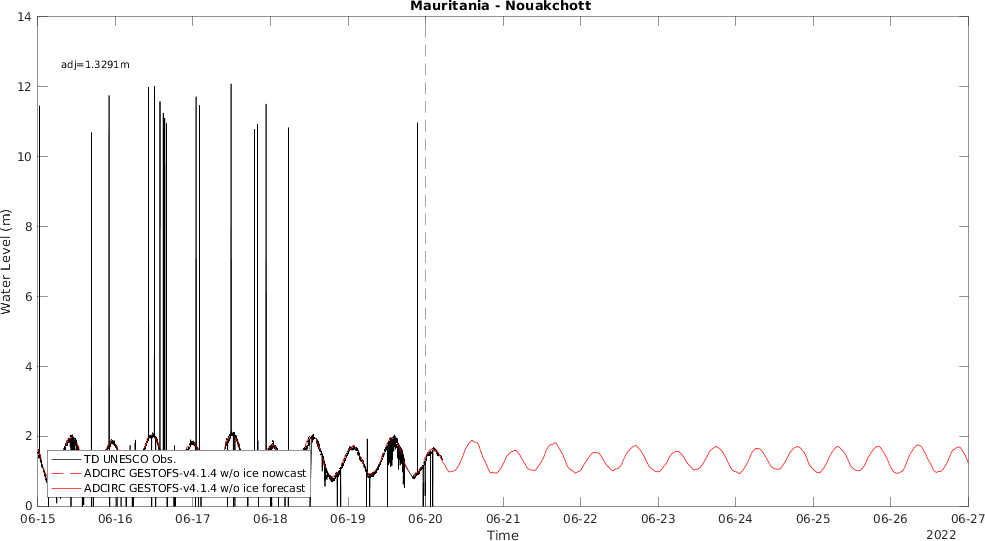 Mauritania - Nouakchott
14
12
10
8
6
4
2
0
Water Level (m)
adj=1.3291m
TD UNESCO Obs.
ADCIRC GESTOFS-v4.1.4 w/o ice nowcast
ADCIRC GESTOFS-v4.1.4 w/o ice forecast
06-15 06-16 06-17 06-18 06-19 06-20 06-21 06-22 06-23 06-24 06-25 06-26 06-27
Time
2022